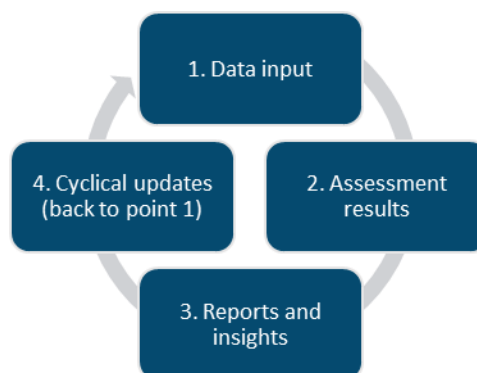 1. Data input
2. Assessment
results
3. Reports and
insights
4. Cyclical updates
(back to point 1)